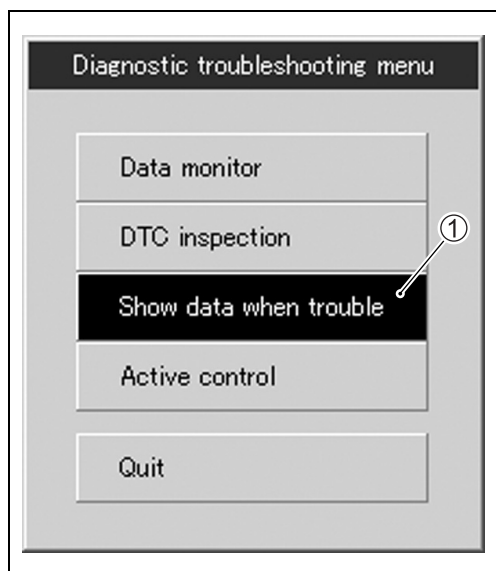 Diagnostic troubleshooting menu
Data monitor
DTC inspection
①
Show data when trouble
Active control
Quit